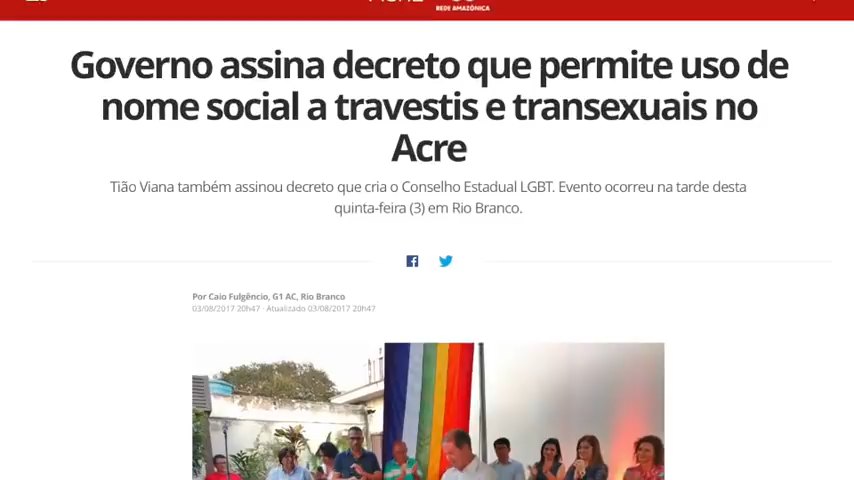 REDE AMAZÔNICA
Governo assina decreto que permite uso de
nome social a travestis e transexuais no
Acre
Tião Viana também assinou decreto que cria o Conselho Estadual LGBT. Evento ocorreu na tarde desta
quinta-feira (3) em Rio Branco.
Por Caio Fulgêncio, G1 AC, Rio Branco
03/08/2017 20h47 · Atualizado 03/08/2017 20h47